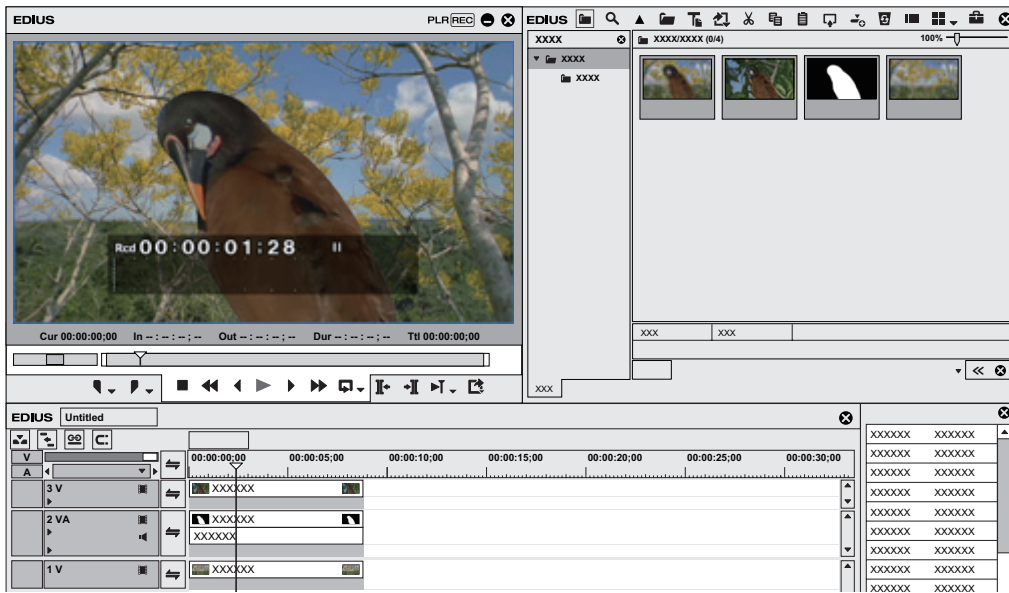 EDIUS PLR REC
Rcd 00:00:01:28 II
Cur 00:00:00;00 In -- : -- : -- ; -- Out -- : -- : -- ; -- Dur -- : -- : -- ; -- Ttl 00:00:00;00
EDIUS
XXXX
XXXX
XXXX
XXXX/XXXX (0/4) 100%
XXX XXX
XXX
EDIUS Untitled
V
A
00:00:00;00 00:00:05;00 00:00:10;00 00:00:15;00 00:00:20;00 00:00:25;00 00:00:30;00
3 V XXXXXX
2 VA XXXXXX
XXXXXX
1 V XXXXXX
XXXXXX XXXXXX
XXXXXX XXXXXX
XXXXXX XXXXXX
XXXXXX XXXXXX
XXXXXX XXXXXX
XXXXXX XXXXXX
XXXXXX XXXXXX
XXXXXX XXXXXX
XXXXXX XXXXXX